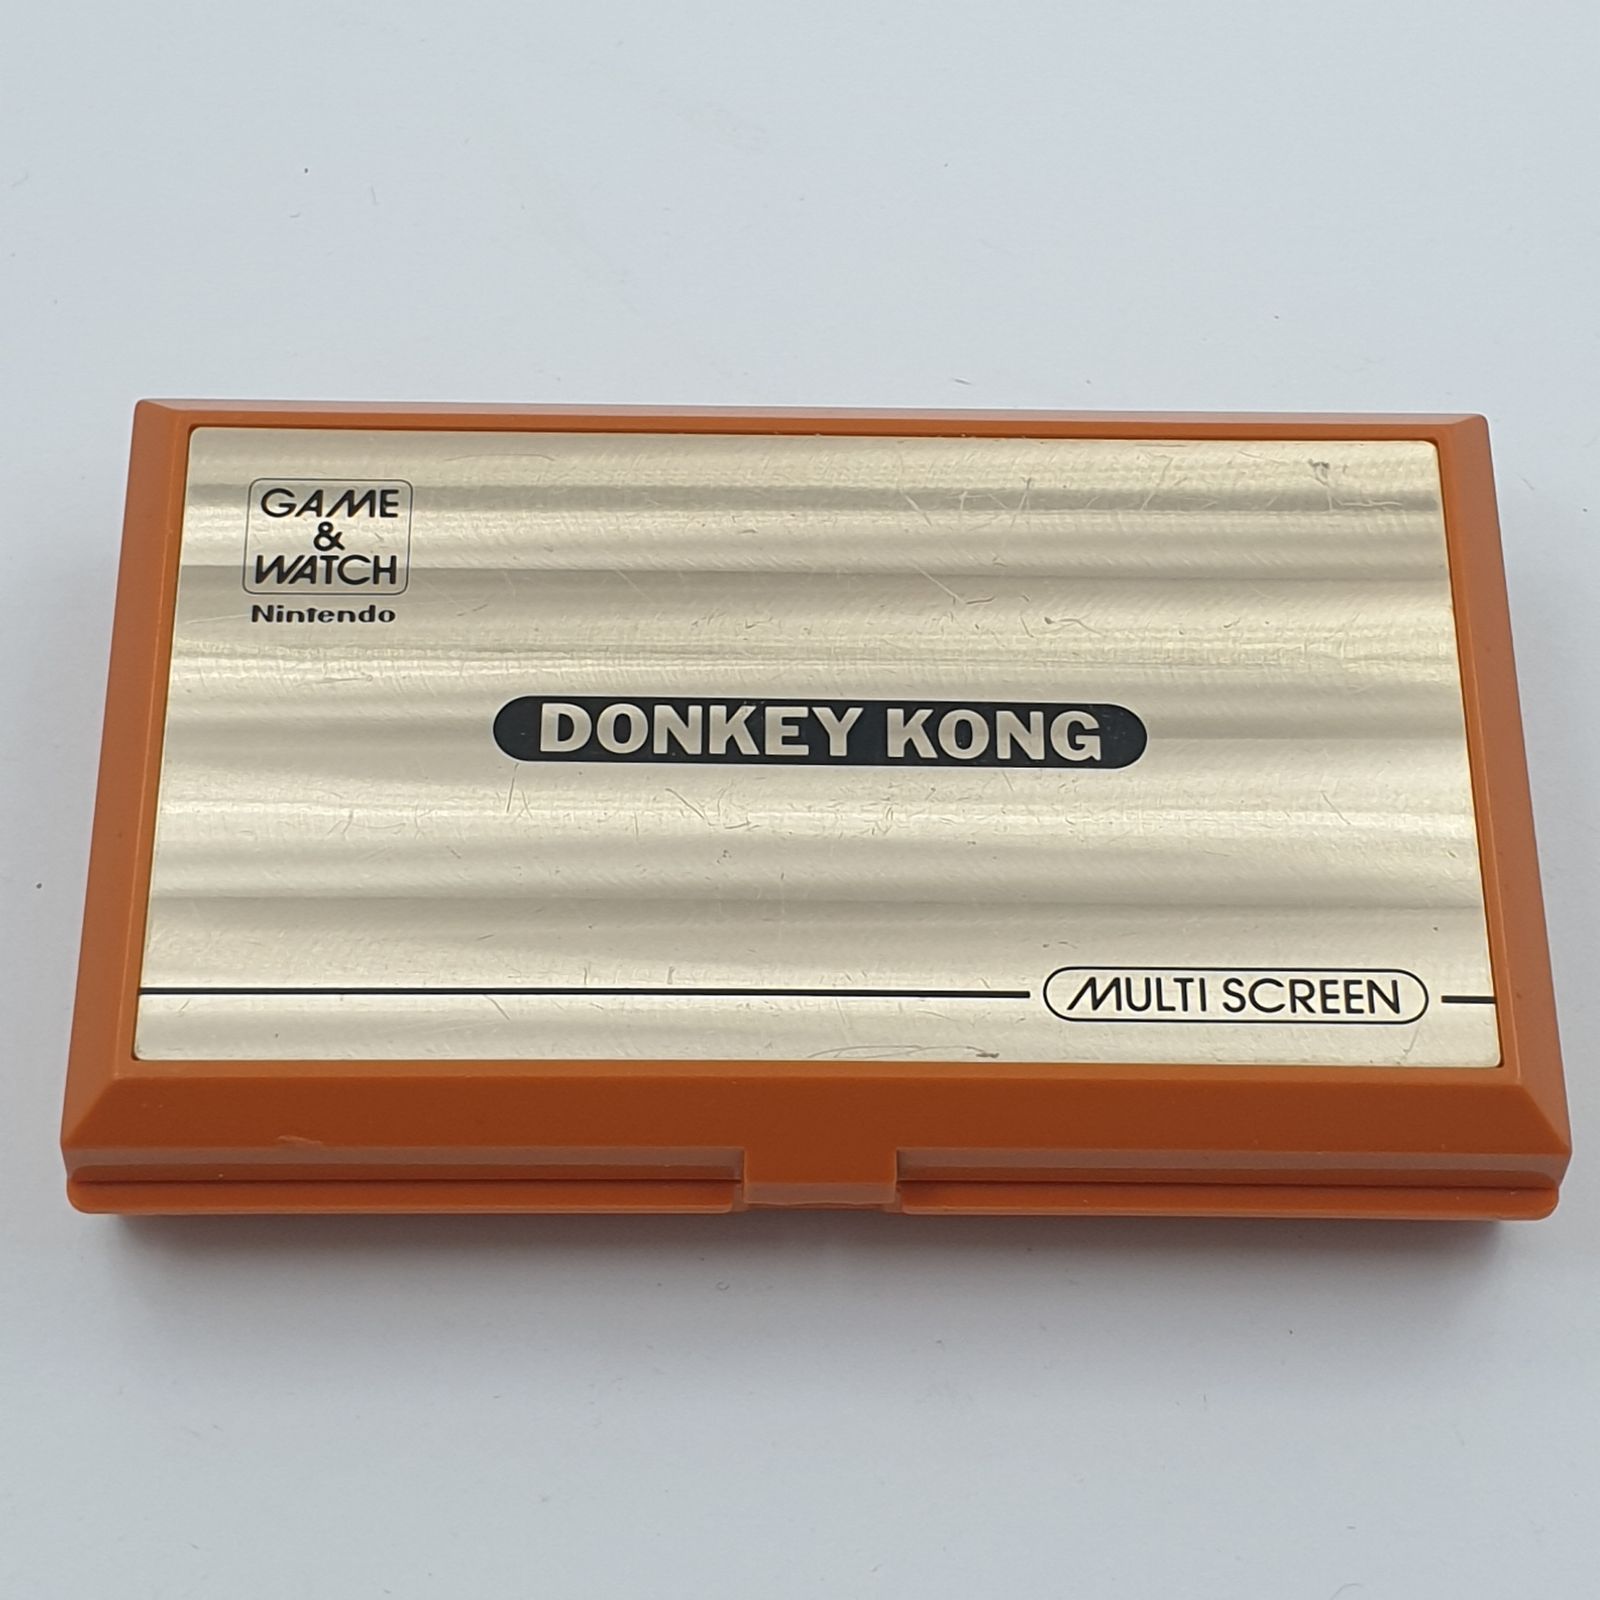 GAME
&
WATCH
Nintendo
DONKEY KONG
MULTI SCREEN